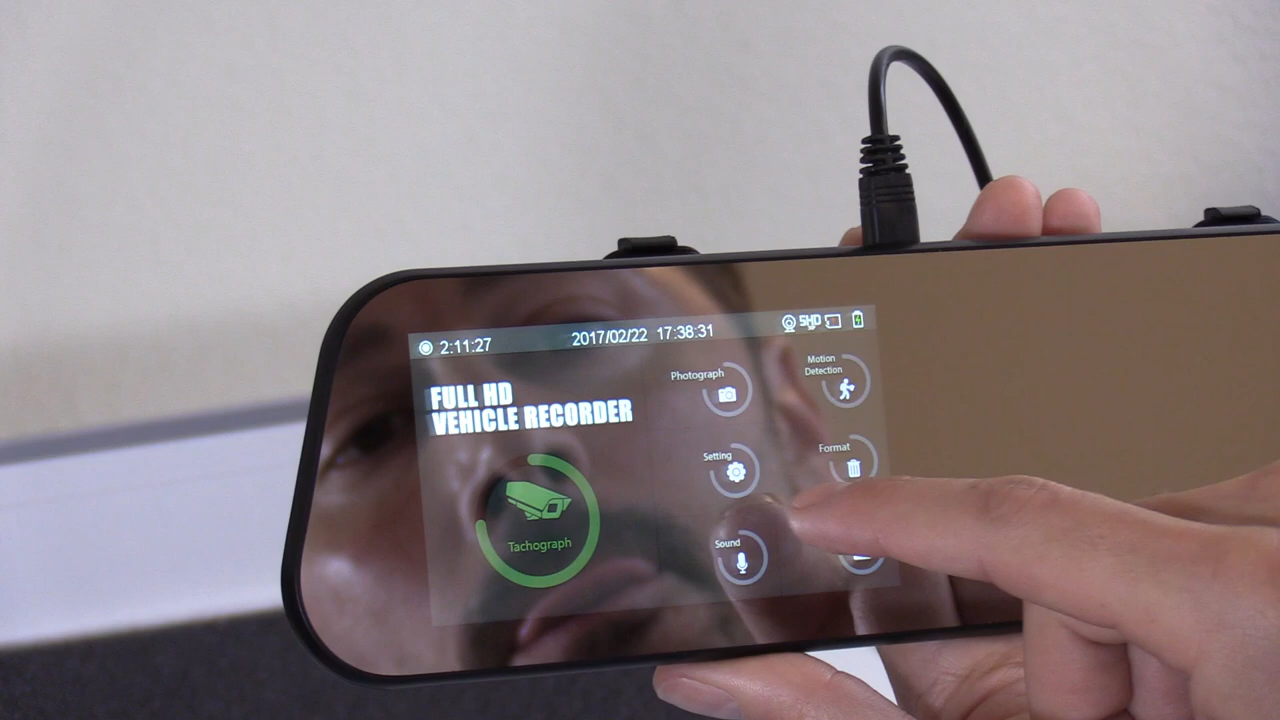 2:11:27 2017/02/22 17:38:31 SHD
FULL HD
VEHICLE RECORDER
Tachograph
Photograph
Motion
Detection
Setting
Format
Sound